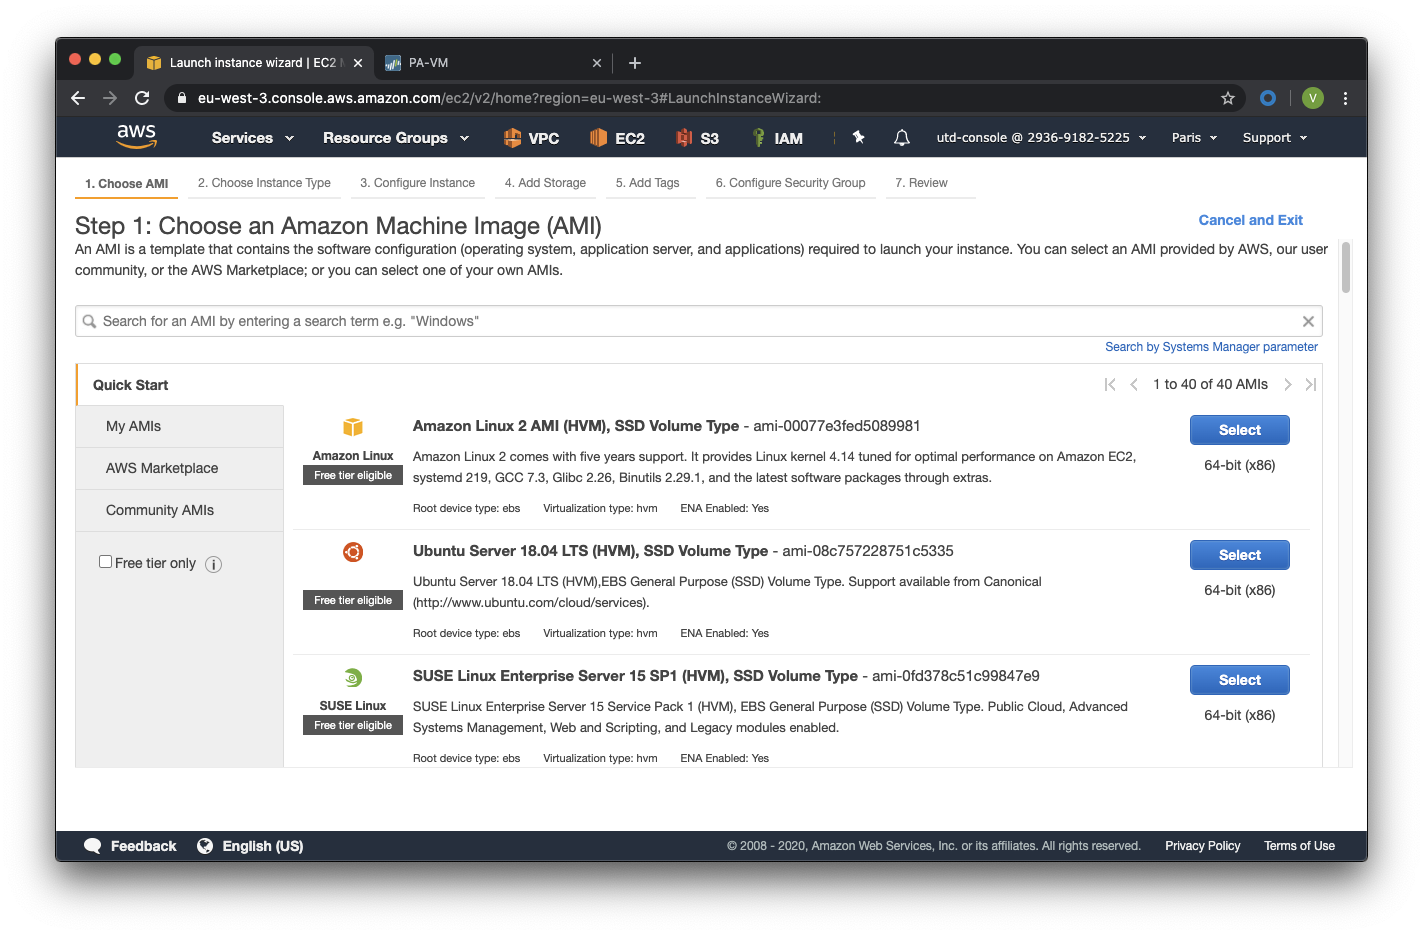 Launch instance wizard | EC2 M
PA-VM
eu-west-3.console.aws.amazon.com/ec2/v2/home?region=eu-west-3#LaunchInstanceWizard:
V
aws Services Resource Groups VPC EC2 S3 IAM utd-console @ 2936-9182-5225 Paris Support
1. Choose AMI 2. Choose Instance Type 3. Configure Instance 4. Add Storage 5. Add Tags 6. Configure Security Group 7. Review
Step 1: Choose an Amazon Machine Image (AMI)
Cancel and Exit
An AMI is a template that contains the software configuration (operating system, application server, and applications) required to launch your instance. You can select an AMI provided by AWS, our user
community, or the AWS Marketplace; or you can select one of your own AMIs.
Search for an AMI by entering a search term e.g. "Windows"
Search by Systems Manager parameter
Quick Start
1 to 40 of 40 AMIs
My AMIs
AWS Marketplace
Community AMIs
Free tier only
Amazon Linux
Free tier eligible
Amazon Linux 2 AMI (HVM), SSD Volume Type - ami-00077e3fed5089981
Amazon Linux 2 comes with five years support. It provides Linux kernel 4.14 tuned for optimal performance on Amazon EC2,
systemd 219, GCC 7.3, Glibc 2.26, Binutils 2.29.1, and the latest software packages through extras.
Root device type: ebs Virtualization type: hvm ENA Enabled: Yes
Select
64-bit (x86)
Free tier eligible
Ubuntu Server 18.04 LTS (HVM), SSD Volume Type - ami-08c757228751c5335
Ubuntu Server 18.04 LTS (HVM),EBS General Purpose (SSD) Volume Type. Support available from Canonical
(http://www.ubuntu.com/cloud/services).
Root device type: ebs Virtualization type: hvm ENA Enabled: Yes
Select
64-bit (x86)
SUSE Linux
Free tier eligible
SUSE Linux Enterprise Server 15 SP1 (HVM), SSD Volume Type - ami-0fd378c51c99847e9
SUSE Linux Enterprise Server 15 Service Pack 1 (HVM), EBS General Purpose (SSD) Volume Type. Public Cloud, Advanced
Systems Management, Web and Scripting, and Legacy modules enabled.
Root device type: ebs Virtualization type: hvm ENA Enabled: Yes
Select
64-bit (x86)
Feedback English (US) © 2008 - 2020, Amazon Web Services, Inc. or its affiliates. All rights reserved. Privacy Policy Terms of Use